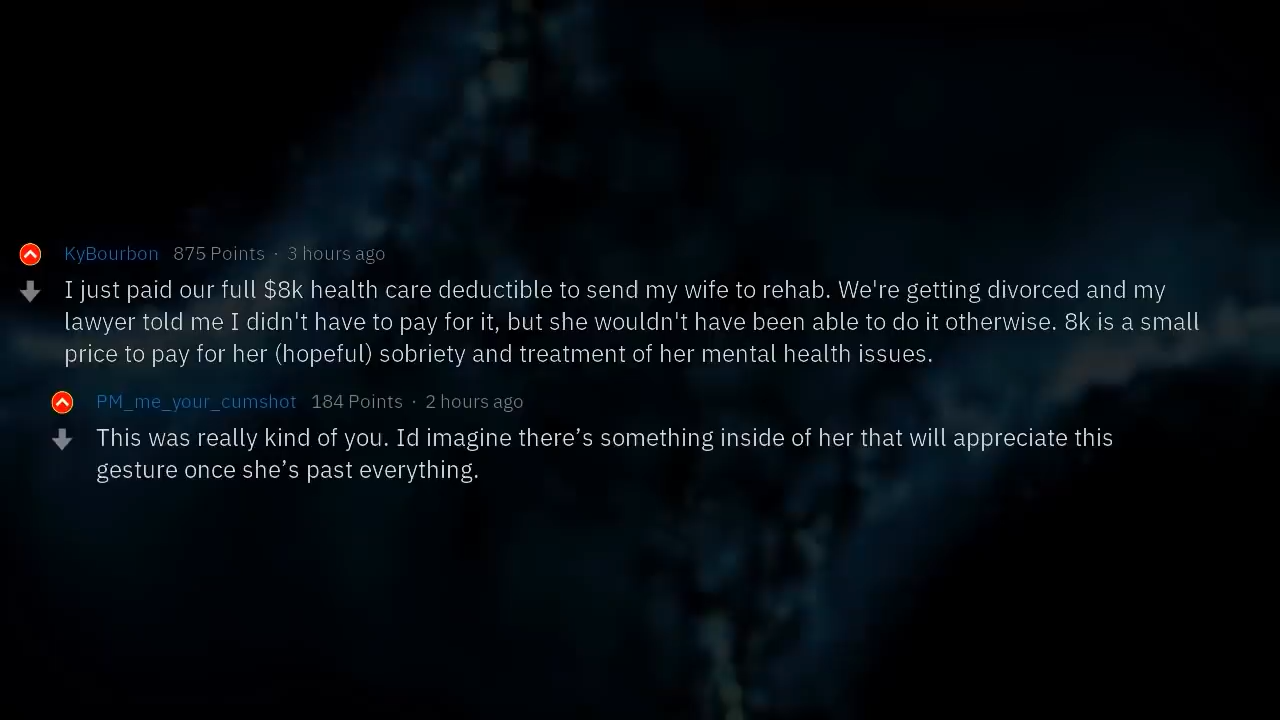 KyBourbon 875 Points · 3 hours ago
I just paid our full $8k health care deductible to send my wife to rehab. We're getting divorced and my
lawyer told me I didn't have to pay for it, but she wouldn't have been able to do it otherwise. 8k is a small
price to pay for her (hopeful) sobriety and treatment of her mental health issues.
PM_me_your_cumshot 184 Points · 2 hours ago
This was really kind of you. Id imagine there’s something inside of her that will appreciate this
gesture once she’s past everything.